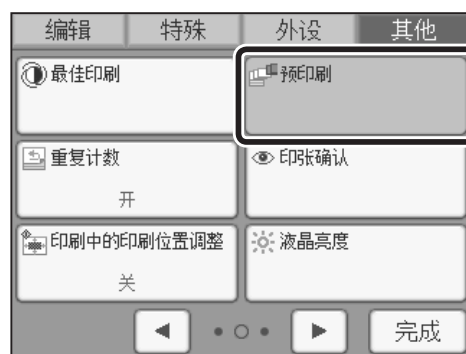 编辑
特殊
外设
其他
最佳印刷
预印刷
重复计数
开
印张确认
印刷中的印刷位置调整
关
液晶亮度
完成